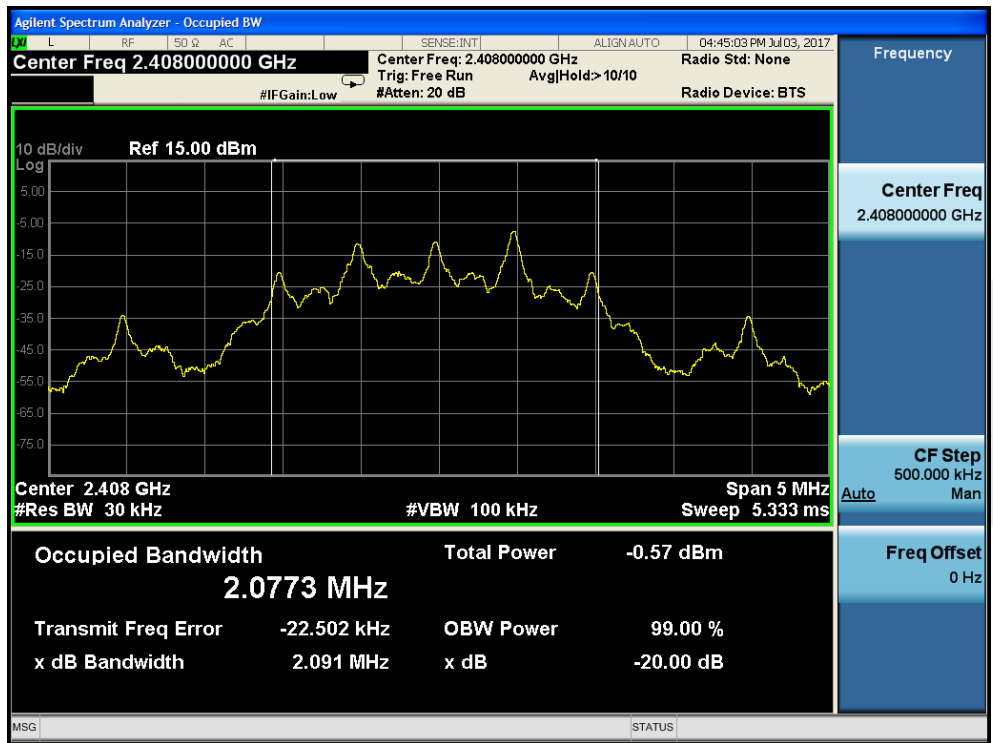 Agilent Spectrum Analyzer - Occupied BW
LXI L RF 50 Ω AC SENSE:INT ALIGN AUTO 04:45:03 PM Jul 03, 2017
Center Freq 2.408000000 GHz
Center Freq: 2.408000000 GHz Radio Std: None
Trig: Free Run Avg|Hold:>10/10
#IFGain:Low #Atten: 20 dB Radio Device: BTS
10 dB/div Ref 15.00 dBm
Log
5.00
-5.00
-15.0
-25.0
-35.0
-45.0
-55.0
-65.0
-75.0
Center 2.408 GHz Span 5 MHz
#Res BW 30 kHz #VBW 100 kHz Sweep 5.333 ms
Occupied Bandwidth Total Power -0.57 dBm
2.0773 MHz
Transmit Freq Error -22.502 kHz OBW Power 99.00 %
x dB Bandwidth 2.091 MHz x dB -20.00 dB
Frequency
Center Freq
2.408000000 GHz
CF Step
500.000 kHz
Auto Man
Freq Offset
0 Hz
MSG STATUS